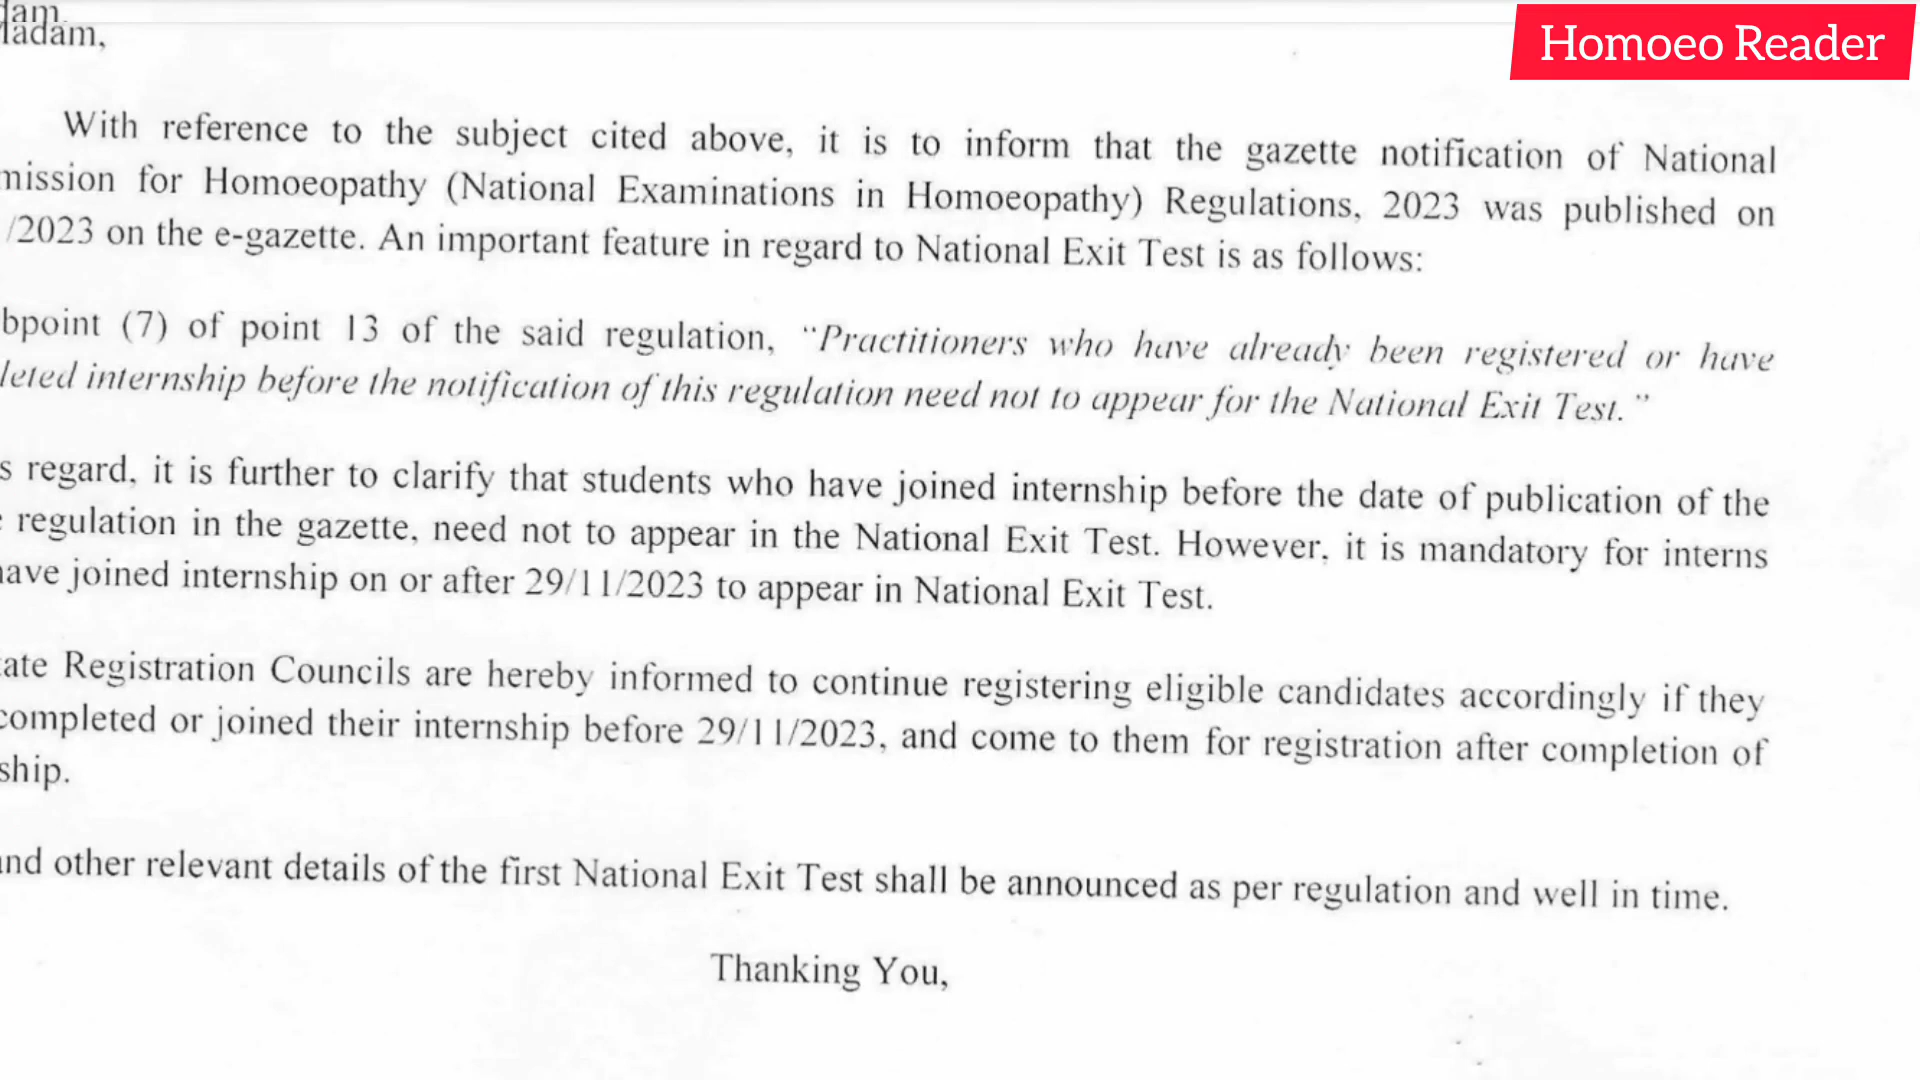 dam,
Madam,
Homoeo Reader
With reference to the subject cited above, it is to inform that the gazette notification of National
mission for Homoeopathy (National Examinations in Homoeopathy) Regulations, 2023 was published on
/2023 on the e-gazette. An important feature in regard to National Exit Test is as follows:
bpoint (7) of point 13 of the said regulation, "Practitioners who have already been registered or have
leted internship before the notification of this regulation need not to appear for the National Exit Test."
s regard, it is further to clarify that students who have joined internship before the date of publication of the
regulation in the gazette, need not to appear in the National Exit Test. However, it is mandatory for interns
have joined internship on or after 29/11/2023 to appear in National Exit Test.
ate Registration Councils are hereby informed to continue registering eligible candidates accordingly if they
completed or joined their internship before 29/11/2023, and come to them for registration after completion of
ship.
and other relevant details of the first National Exit Test shall be announced as per regulation and well in time.
Thanking You,